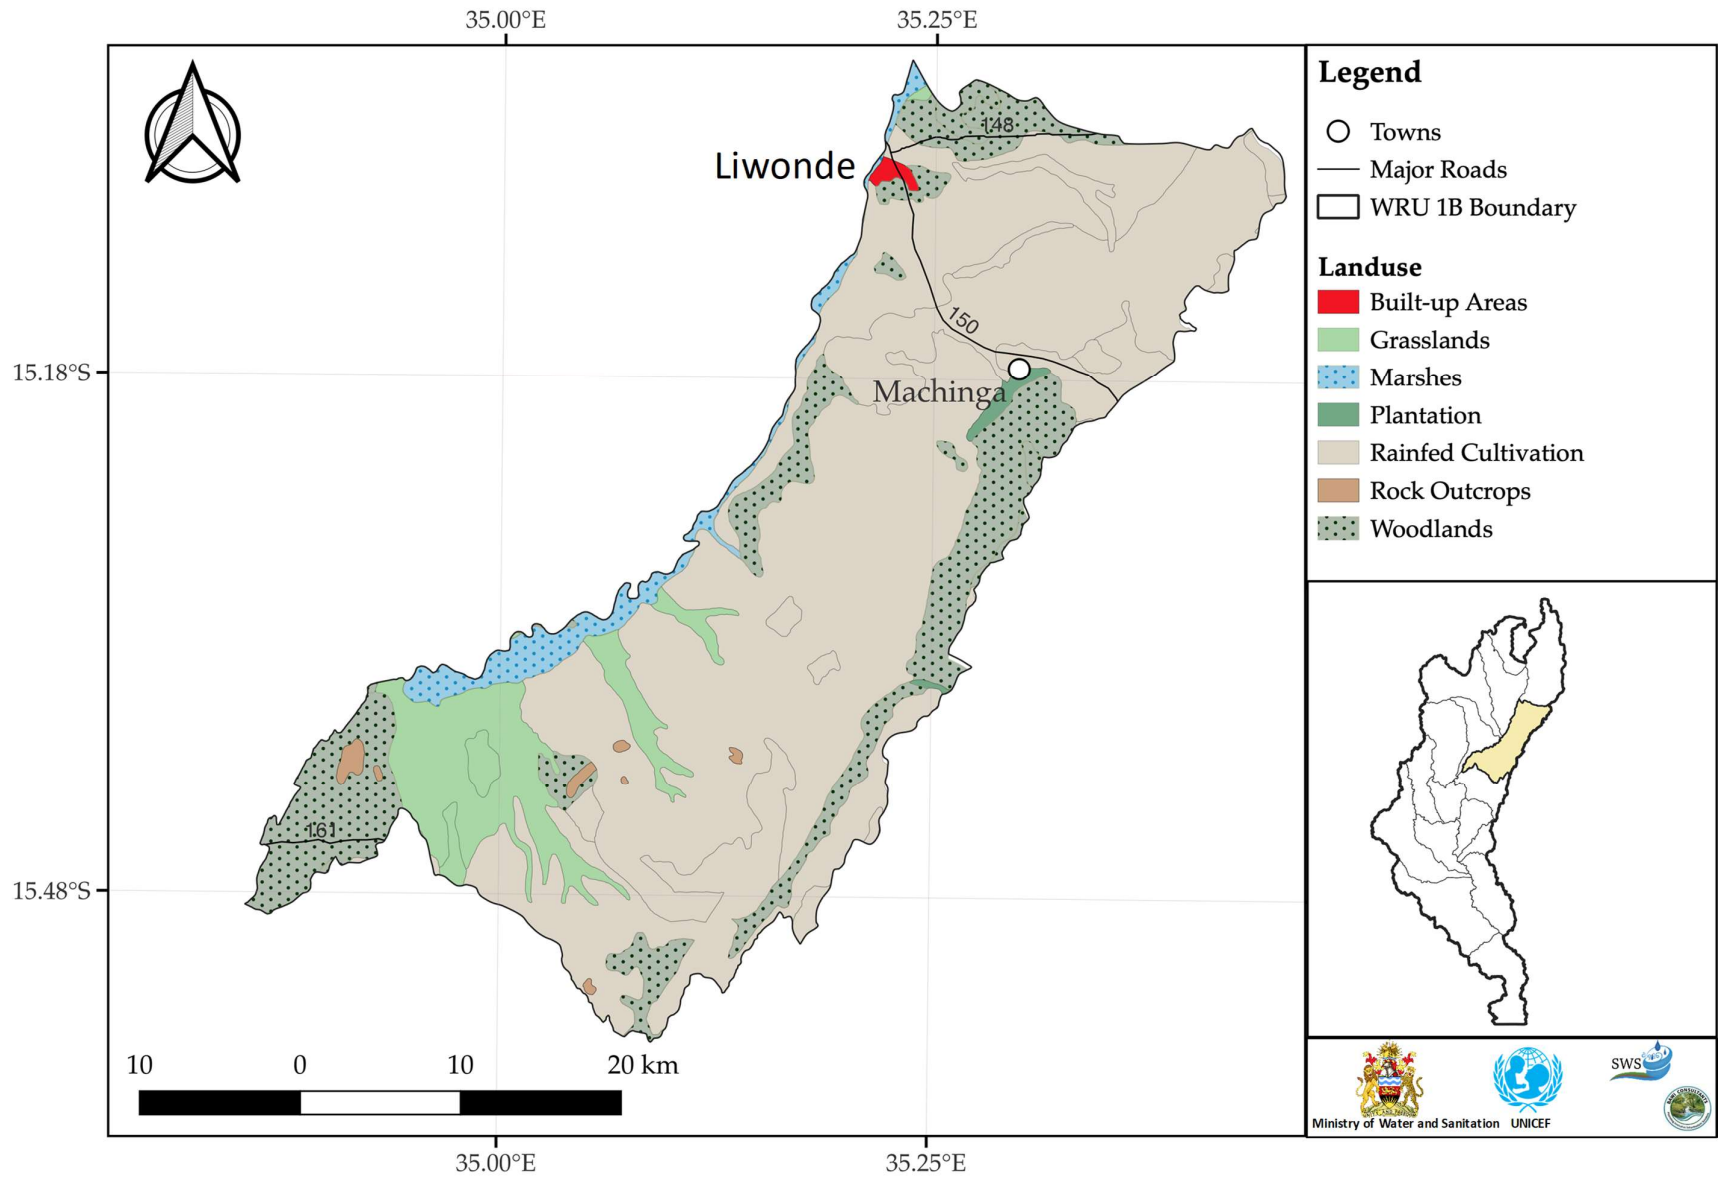 35.00°E
35.25°E
Legend
Towns
Major Roads
WRU 1B Boundary
Landuse
Built-up Areas
Grasslands
Marshes
Plantation
Rainfed Cultivation
Rock Outcrops
Woodlands
148
Liwonde
150
15.18°S
Machinga
161
15.48°S
10
0
10
20 km
SWS
Ministry of Water and Sanitation
UNICEF
35.00°E
35.25°E